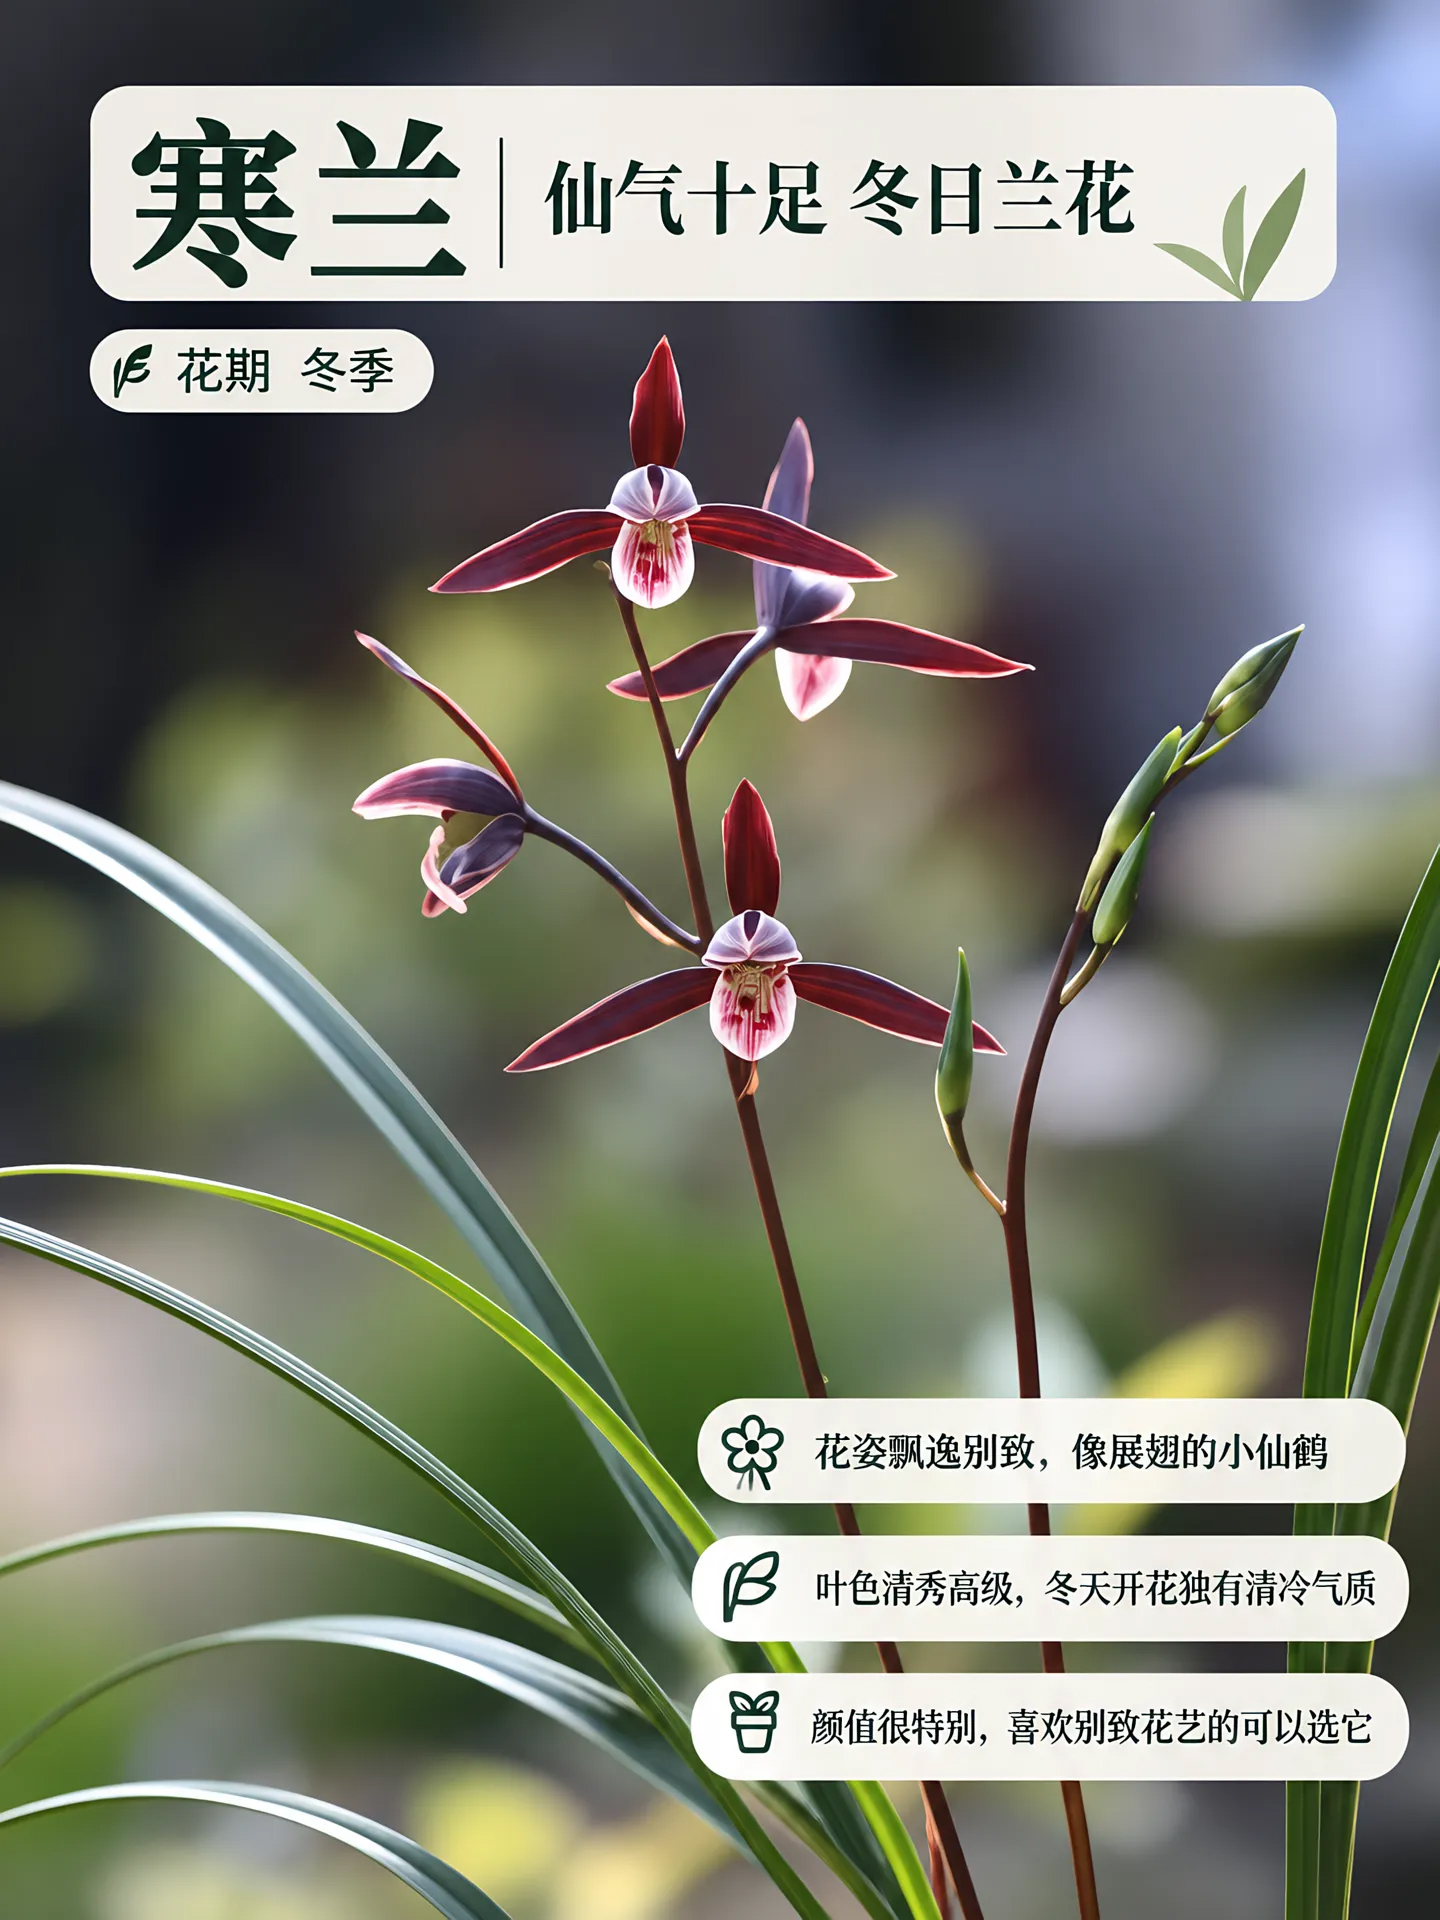 寒兰
仙气十足 冬日兰花
花期 冬季
花姿飘逸别致，像展翅的小仙鹤
叶色清秀高级，冬天开花独有清冷气质
颜值很特别，喜欢别致花艺的可以选它